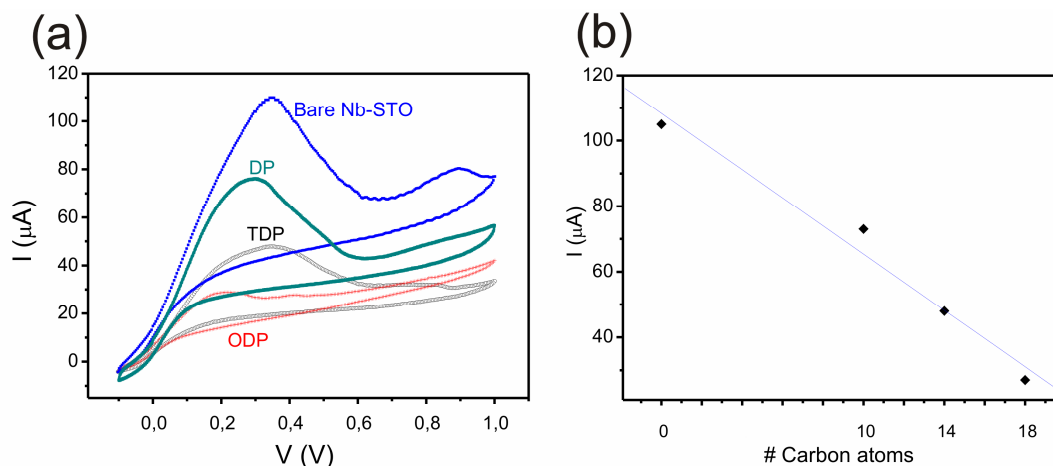 (a)
I (μA)
120
100
80
60
40
20
0
Bare Nb-STO
DP
TDP
ODP
0,0
0,2
0,4
0,6
0,8
1,0
V (V)
(b)
I (μA)
120
100
80
60
40
0
10
14
18
# Carbon atoms